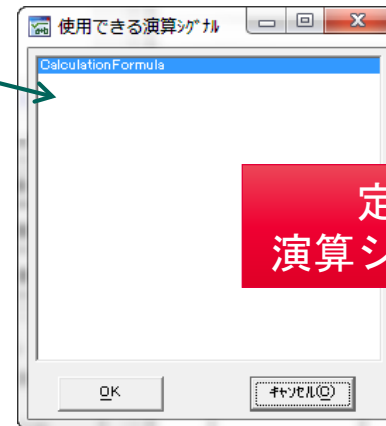 使用できる演算ｼｸﾞﾅﾙ
CalculationFormula
定
演算シ
OK
ｷｬﾝｾﾙ(C)